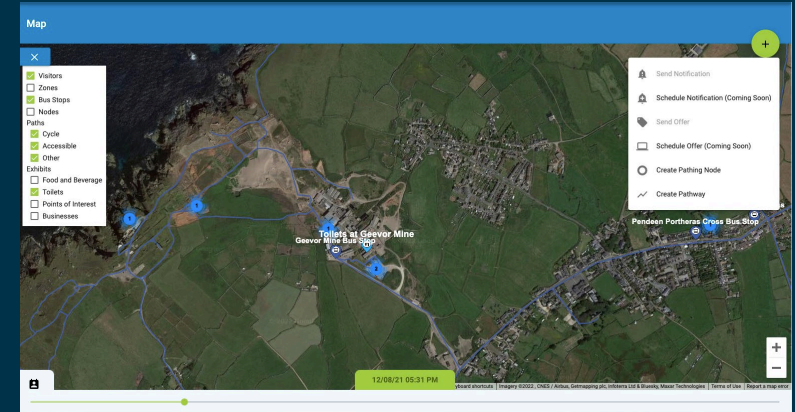 Map
Visitors
Zones
Bus Stops
Nodes
Paths
Cycle
Accessible
Other
Exhibits
Food and Beverage
Toilets
Points of Interest
Businesses
Send Notification
Schedule Notification (Coming Soon)
Send Offer
Schedule Offer (Coming Soon)
Create Pathing Node
Create Pathway
1
1
1
Toilets at Geevor Mine
Geevor Mine Bus Stop
3
Pendeen Portheras Cross Bus Stop
12/08/21 05:31 PM
yboard shortcuts
Imagery ©2022 , CNES / Airbus, Getmapping plc, Infoterra Ltd & Bluesky, Maxar Technologies
Terms of Use
Report a map error